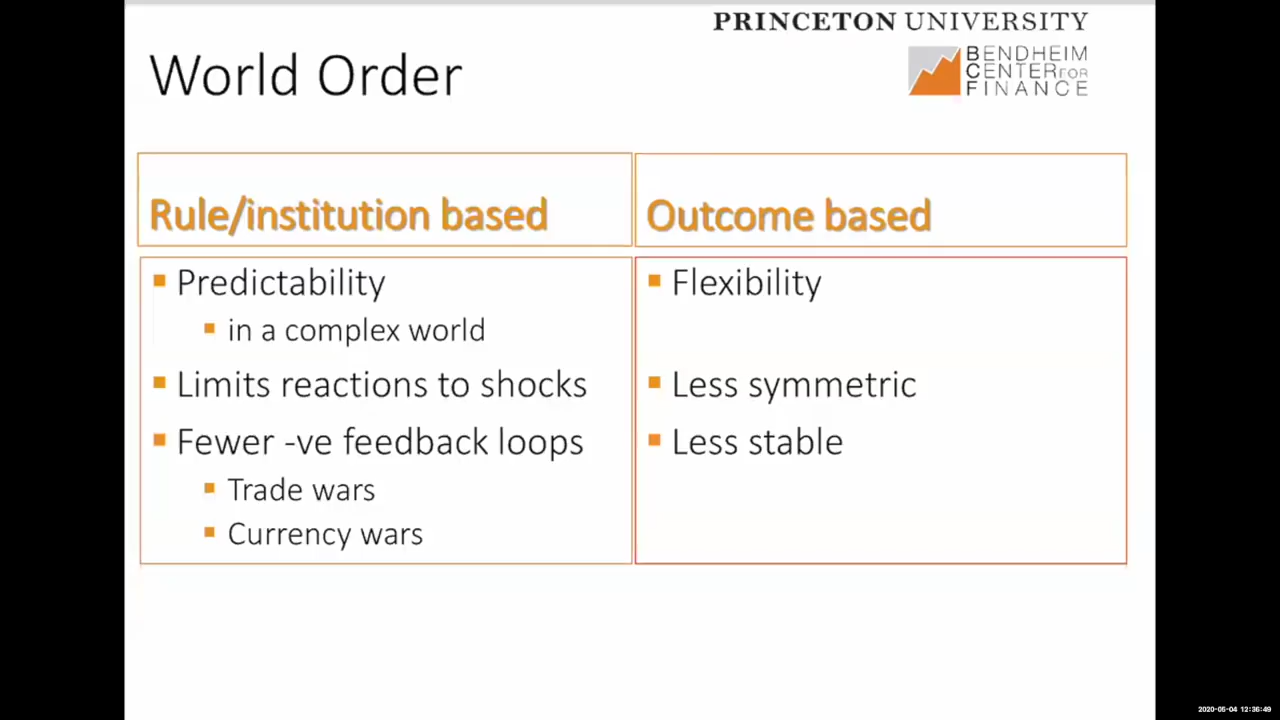 PRINCETON UNIVERSITY
World Order
BENDHEIM
CENTER FOR
FINANCE
Rule/institution based
Predictability
in a complex world
Limits reactions to shocks
Fewer -ve feedback loops
Trade wars
Currency wars
Outcome based
Flexibility
Less symmetric
Less stable
2020-05-04 12:36:49